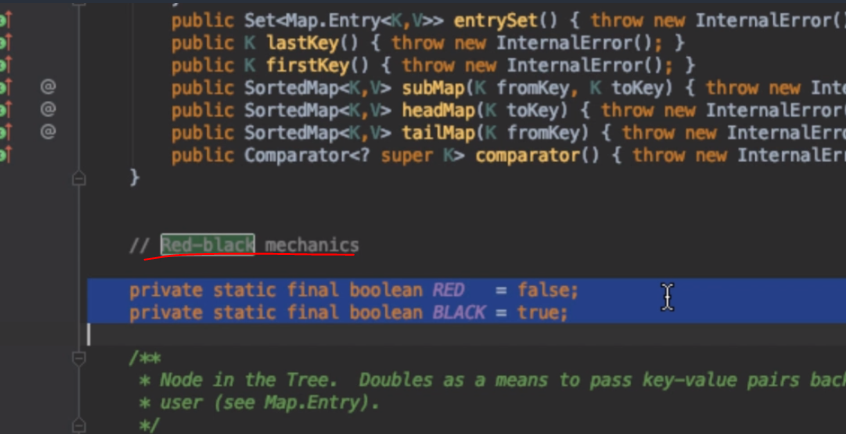 public Set<Map.Entry<K,V>> entrySet() { throw new InternalError()
public K lastKey() { throw new InternalError(); }
public K firstKey() { throw new InternalError(); }
@ public SortedMap<K,V> subMap(K fromKey, K toKey) { throw new Inte
@ public SortedMap<K,V> headMap(K toKey) { throw new InternalError(
@ public SortedMap<K,V> tailMap(K fromKey) { throw new InternalErro
public Comparator<? super K> comparator() { throw new InternalErr
}
// Red-black mechanics
private static final boolean RED = false;
private static final boolean BLACK = true;
/**
* Node in the Tree. Doubles as a means to pass key-value pairs back
* user (see Map.Entry).
*/